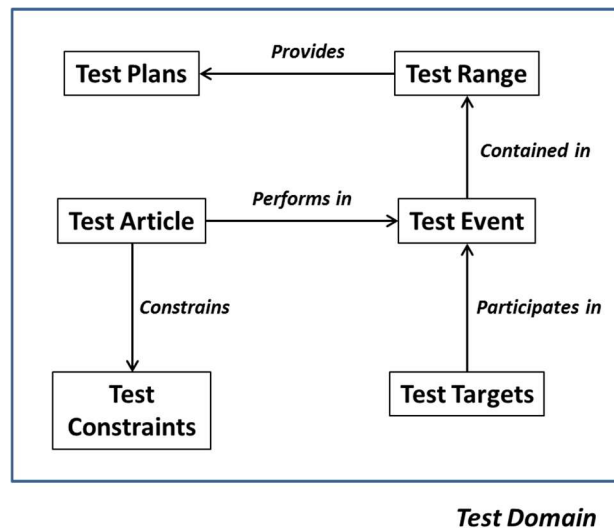 Provides
Test Plans
Test Range
Contained in
Performs in
Test Article
Test Event
Constrains
Participates in
Test
Constraints
Test Targets
Test Domain